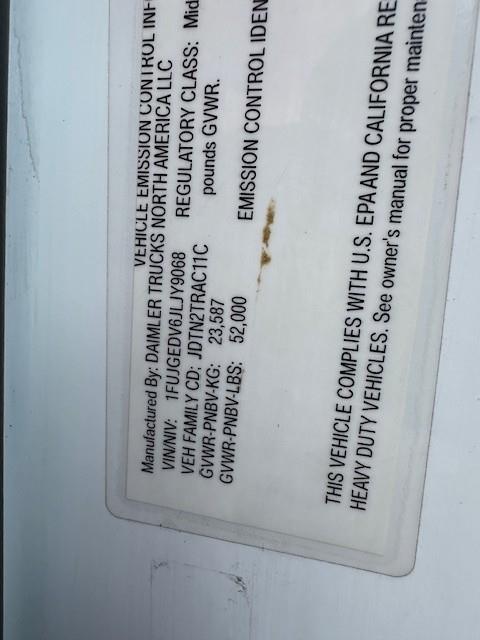 VEHICLE EMISSION CONTROL
Manufactured By: DAIMLER TRUCKS NORTH AMERICA LLC
VIN/NIV: 1FUJGEDV6JLJY9068 REGULATORY CLASS: Mid
VEH FAMILY CD: JDTN2TRAC11C pounds GVWR.
GVWR-PNBV-KG: 23,587
GVWR-PNBV-LBS: 52,000 EMISSION CONTROL IDEN
THIS VEHICLE COMPLIES WITH U.S. EPA AND CALIFORNIA RE
HEAVY DUTY VEHICLES. See owner's manual for proper mainten